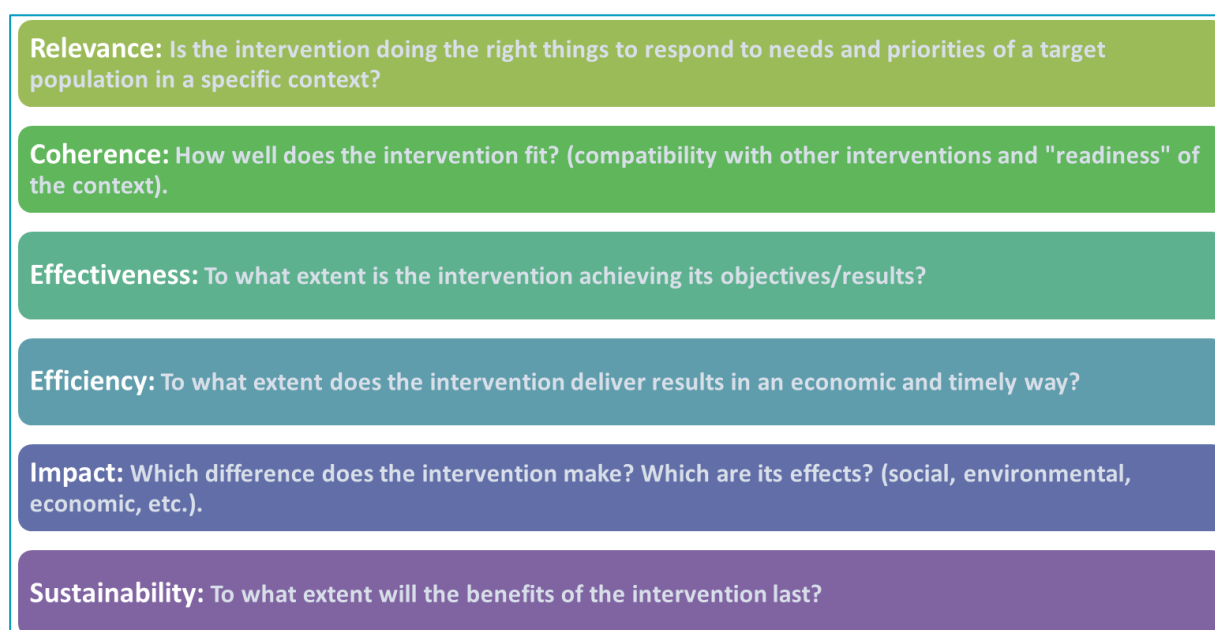 Relevance: Is the intervention doing the right things to respond to needs and priorities of a target
population in a specific context?
Coherence: How well does the intervention fit? (compatibility with other interventions and "readiness" of
the context).
Effectiveness: To what extent is the intervention achieving its objectives/results?
Efficiency: To what extent does the intervention deliver results in an economic and timely way?
Impact: Which difference does the intervention make? Which are its effects? (social, environmental,
economic, etc.).
Sustainability: To what extent will the benefits of the intervention last?